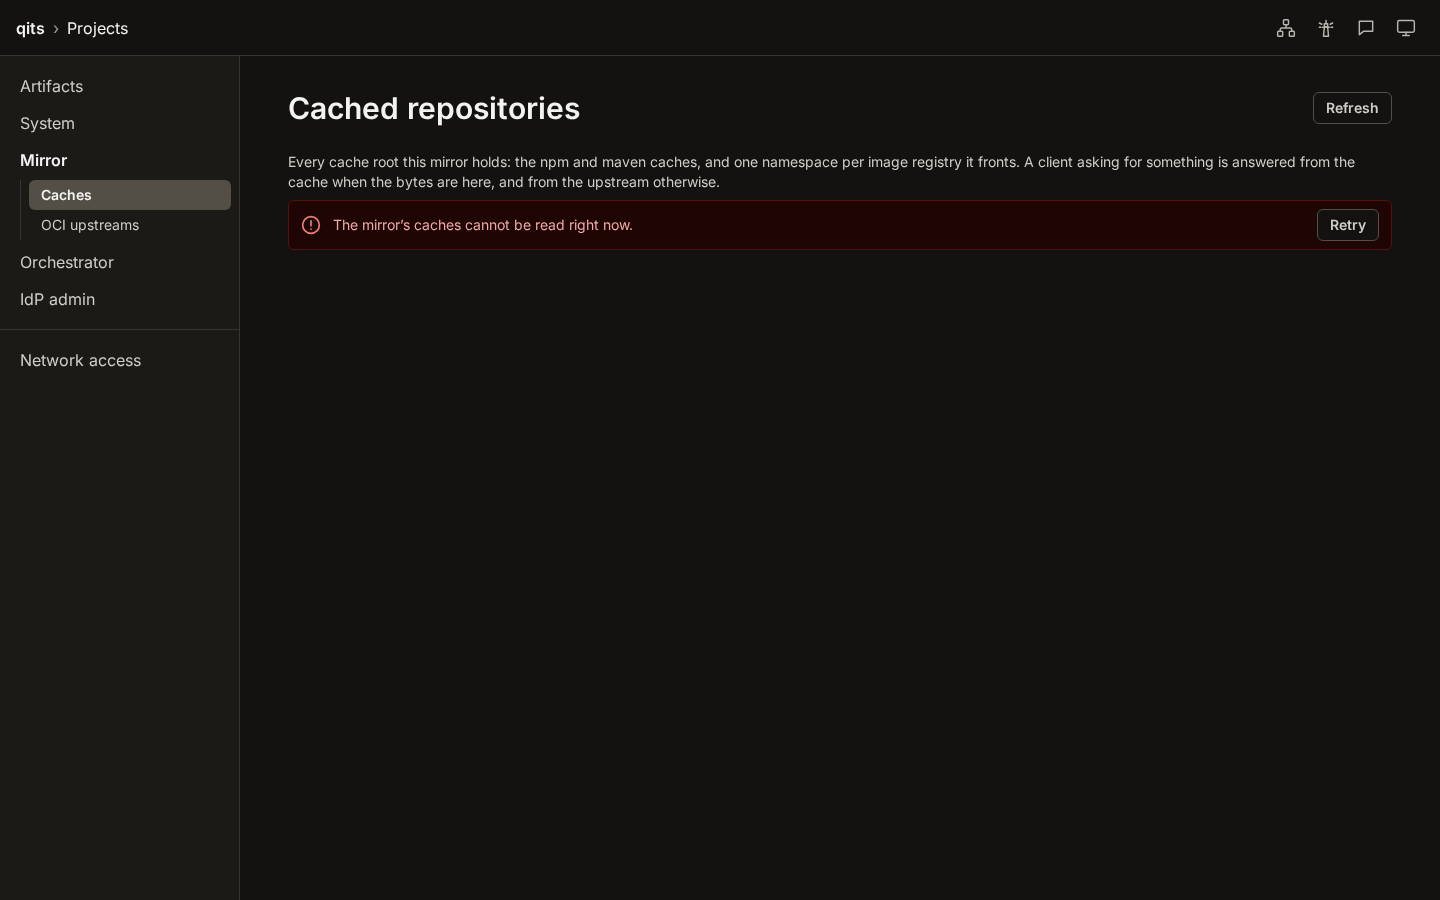 qits › Projects
Artifacts
System
Mirror
Caches
OCI upstreams
Orchestrator
IdP admin
Network access
Cached repositories
Refresh
Every cache root this mirror holds: the npm and maven caches, and one namespace per image registry it fronts. A client asking for something is answered from the
cache when the bytes are here, and from the upstream otherwise.
The mirror’s caches cannot be read right now.
Retry